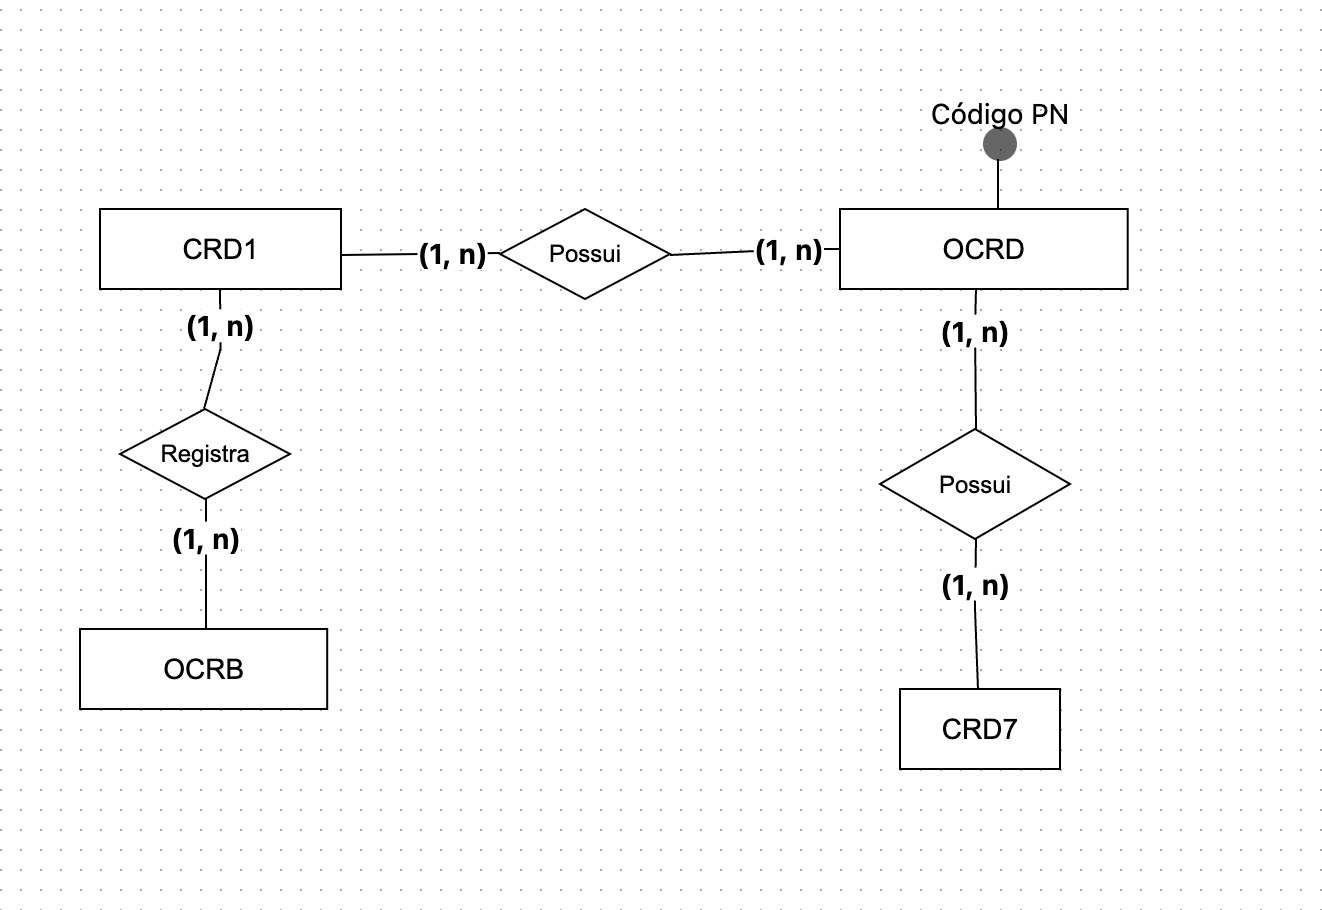 Código PN
CRD1
(1, n)
Possui
(1, n)
OCRD
(1, n)
(1, n)
Registra
Possui
(1, n)
(1, n)
OCRB
CRD7